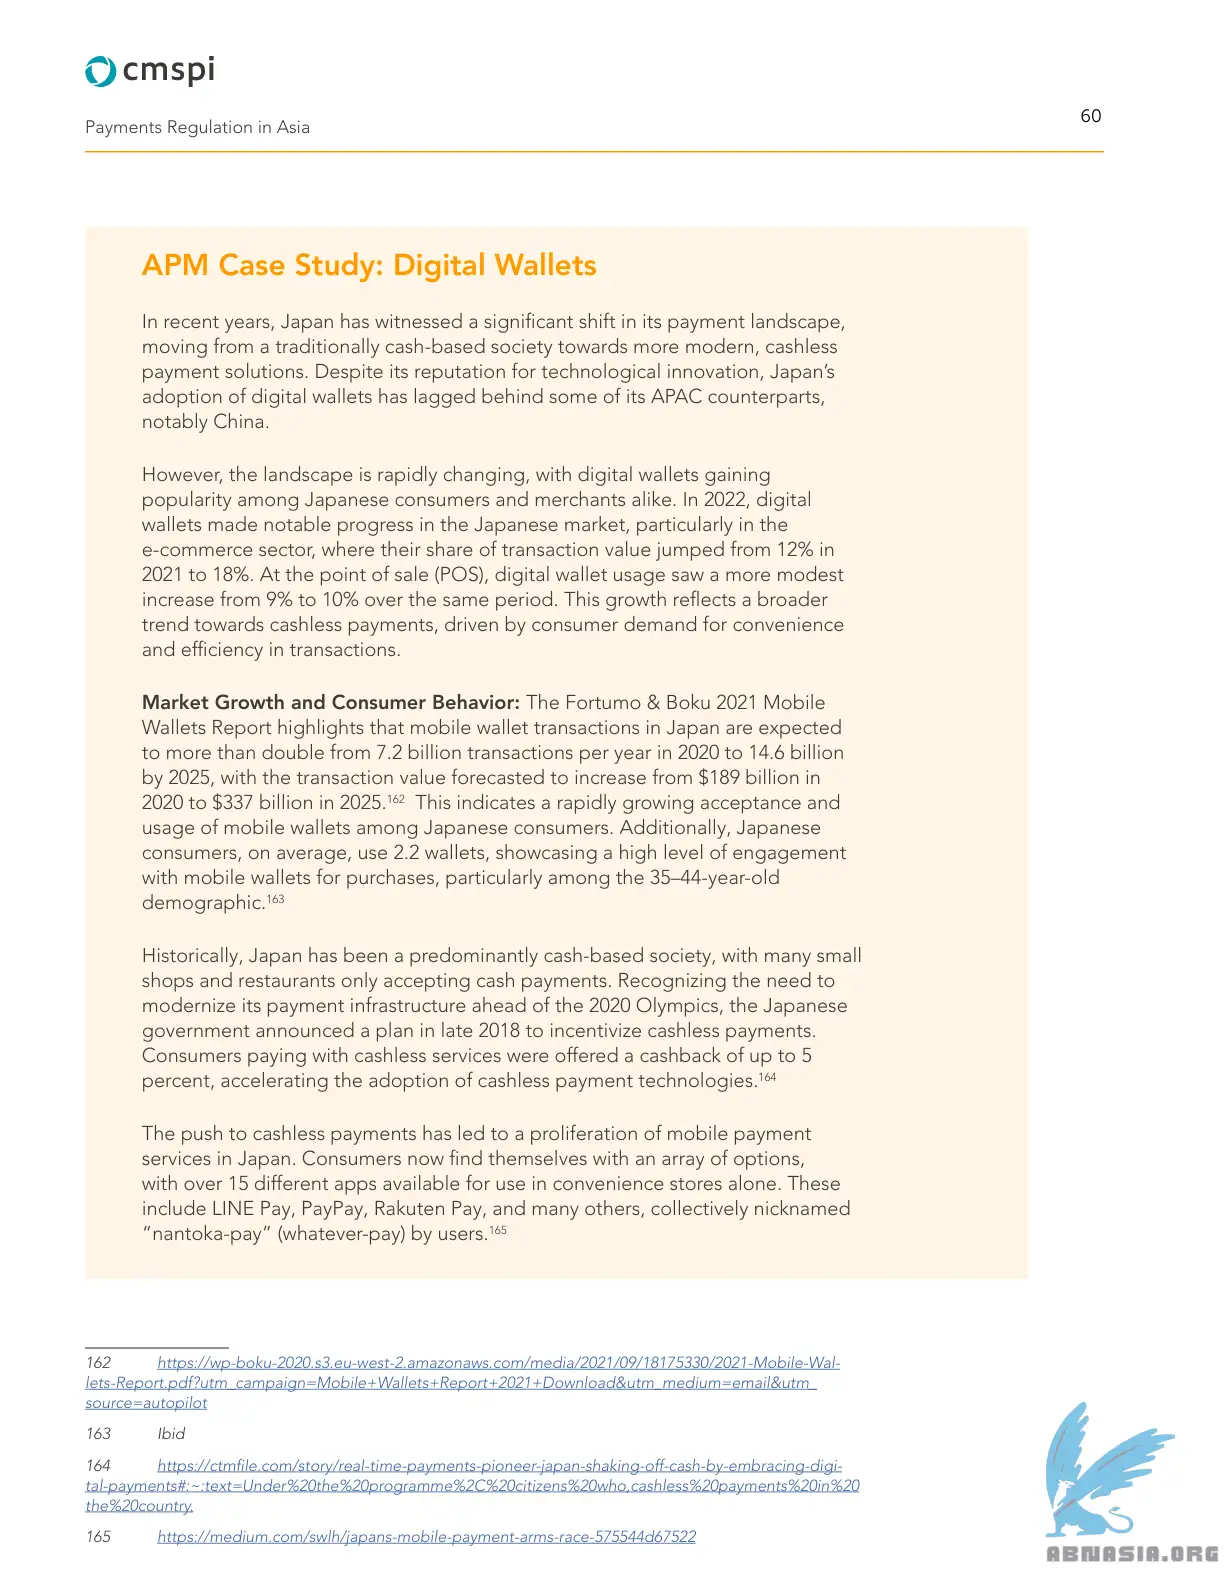 cmspi
Payments Regulation in Asia
60
APM Case Study: Digital Wallets
In recent years, Japan has witnessed a significant shift in its payment landscape,
moving from a traditionally cash-based society towards more modern, cashless
payment solutions. Despite its reputation for technological innovation, Japan’s
adoption of digital wallets has lagged behind some of its APAC counterparts,
notably China.
However, the landscape is rapidly changing, with digital wallets gaining
popularity among Japanese consumers and merchants alike. In 2022, digital
wallets made notable progress in the Japanese market, particularly in the
e-commerce sector, where their share of transaction value jumped from 12% in
2021 to 18%. At the point of sale (POS), digital wallet usage saw a more modest
increase from 9% to 10% over the same period. This growth reflects a broader
trend towards cashless payments, driven by consumer demand for convenience
and efficiency in transactions.
Market Growth and Consumer Behavior: The Fortumo & Boku 2021 Mobile
Wallets Report highlights that mobile wallet transactions in Japan are expected
to more than double from 7.2 billion transactions per year in 2020 to 14.6 billion
by 2025, with the transaction value forecasted to increase from $189 billion in
2020 to $337 billion in 2025.162 This indicates a rapidly growing acceptance and
usage of mobile wallets among Japanese consumers. Additionally, Japanese
consumers, on average, use 2.2 wallets, showcasing a high level of engagement
with mobile wallets for purchases, particularly among the 35–44-year-old
demographic.163
Historically, Japan has been a predominantly cash-based society, with many small
shops and restaurants only accepting cash payments. Recognizing the need to
modernize its payment infrastructure ahead of the 2020 Olympics, the Japanese
government announced a plan in late 2018 to incentivize cashless payments.
Consumers paying with cashless services were offered a cashback of up to 5
percent, accelerating the adoption of cashless payment technologies.164
The push to cashless payments has led to a proliferation of mobile payment
services in Japan. Consumers now find themselves with an array of options,
with over 15 different apps available for use in convenience stores alone. These
include LINE Pay, PayPay, Rakuten Pay, and many others, collectively nicknamed
“nantoka-pay” (whatever-pay) by users.165
162 https://wp-boku-2020.s3.eu-west-2.amazonaws.com/media/2021/09/18175330/2021-Mobile-Wal-
lets-Report.pdf?utm_campaign=Mobile+Wallets+Report+2021+Download&utm_medium=email&utm_
source=autopilot
163 Ibid
164 https://ctmfile.com/story/real-time-payments-pioneer-japan-shaking-off-cash-by-embracing-digi-
tal-payments#:~:text=Under%20the%20programme%2C%20citizens%20who,cashless%20payments%20in%20
the%20country.
165 https://medium.com/swlh/japans-mobile-payment-arms-race-575544d67522
ABNASIA.ORG